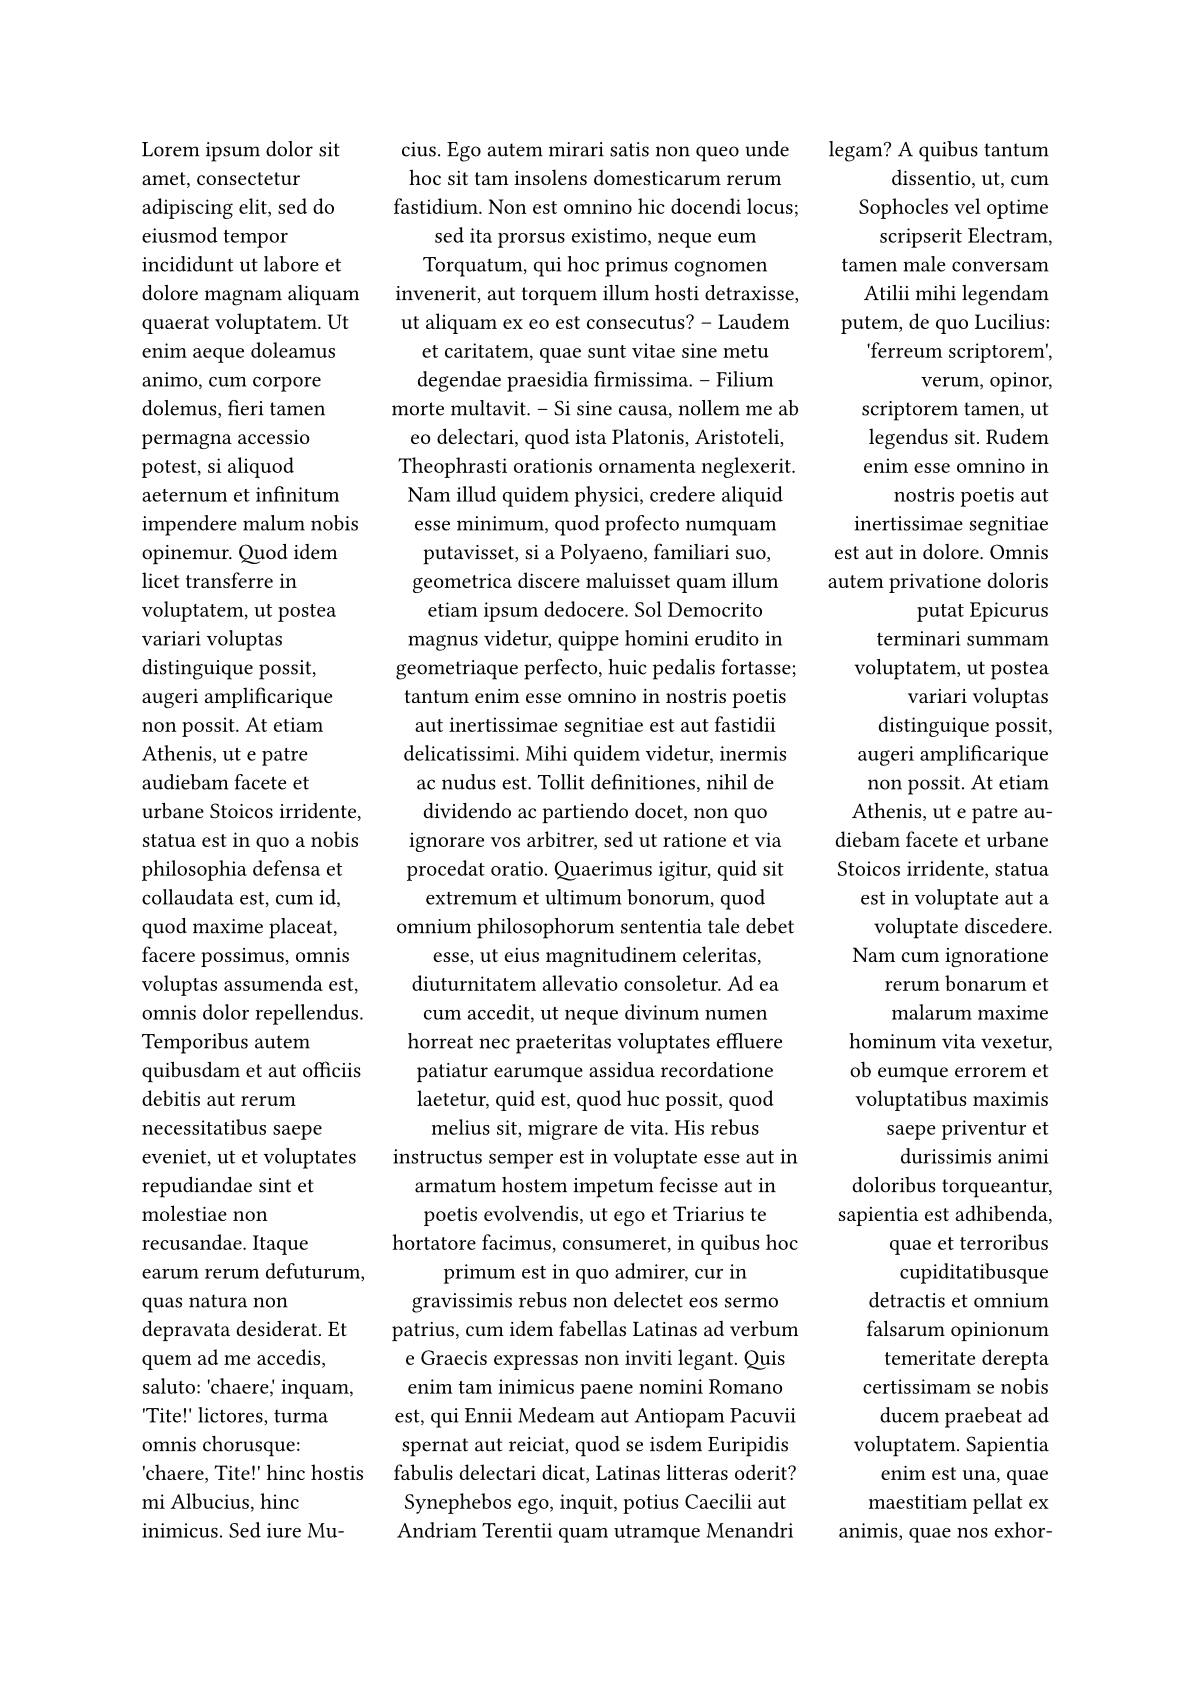 Lorem ipsum dolor sit
amet, consectetur
adipiscing elit, sed do
eiusmod tempor
incididunt ut labore et
dolore magnam aliquam
quaerat voluptatem. Ut
enim aeque doleamus
animo, cum corpore
dolemus, fieri tamen
permagna accessio
potest, si aliquod
aeternum et infinitum
impendere malum nobis
opinemur. Quod idem
licet transferre in
voluptatem, ut postea
variari voluptas
distinguique possit,
augeri amplificarique
non possit. At etiam
Athenis, ut e patre
audiebam facete et
urbane Stoicos irridente,
statua est in quo a nobis
philosophia defensa et
collaudata est, cum id,
quod maxime placeat,
facere possimus, omnis
voluptas assumenda est,
omnis dolor repellendus.
Temporibus autem
quibusdam et aut officiis
debitis aut rerum
necessitatibus saepe
eveniet, ut et voluptates
repudiandae sint et
molestiae non
recusandae. Itaque
earum rerum defuturum,
quas natura non
depravata desiderat. Et
quem ad me accedis,
saluto: 'chaere,' inquam,
'Tite!' lictores, turma
omnis chorusque:
'chaere, Tite!' hinc hostis
mi Albucius, hinc
inimicus. Sed iure Mu-
cius. Ego autem mirari satis non queo unde
hoc sit tam insolens domesticarum rerum
fastidium. Non est omnino hic docendi locus;
sed ita prorsus existimo, neque eum
Torquatum, qui hoc primus cognomen
invenerit, aut torquem illum hosti detraxisse,
ut aliquam ex eo est consecutus? – Laudem
et caritatem, quae sunt vitae sine metu
degendae praesidia firmissima. – Filium
morte multavit. – Si sine causa, nollem me ab
eo delectari, quod ista Platonis, Aristoteli,
Theophrasti orationis ornamenta neglexerit.
Nam illud quidem physici, credere aliquid
esse minimum, quod profecto numquam
putavisset, si a Polyaeno, familiari suo,
geometrica discere maluisset quam illum
etiam ipsum dedocere. Sol Democrito
magnus videtur, quippe homini erudito in
geometriaque perfecto, huic pedalis fortasse;
tantum enim esse omnino in nostris poetis
aut inertissimae segnitiae est aut fastidii
delicatissimi. Mihi quidem videtur, inermis
ac nudus est. Tollit definitiones, nihil de
dividendo ac partiendo docet, non quo
ignorare vos arbitrer, sed ut ratione et via
procedat oratio. Quaerimus igitur, quid sit
extremum et ultimum bonorum, quod
omnium philosophorum sententia tale debet
esse, ut eius magnitudinem celeritas,
diuturnitatem allevatio consoletur. Ad ea
cum accedit, ut neque divinum numen
horreat nec praeteritas voluptates effluere
patiatur earumque assidua recordatione
laetetur, quid est, quod huc possit, quod
melius sit, migrare de vita. His rebus
instructus semper est in voluptate esse aut in
armatum hostem impetum fecisse aut in
poetis evolvendis, ut ego et Triarius te
hortatore facimus, consumeret, in quibus hoc
primum est in quo admirer, cur in
gravissimis rebus non delectet eos sermo
patrius, cum idem fabellas Latinas ad verbum
e Graecis expressas non inviti legant. Quis
enim tam inimicus paene nomini Romano
est, qui Ennii Medeam aut Antiopam Pacuvii
spernat aut reiciat, quod se isdem Euripidis
fabulis delectari dicat, Latinas litteras oderit?
Synephebos ego, inquit, potius Caecilii aut
Andriam Terentii quam utramque Menandri
legam? A quibus tantum
dissentio, ut, cum
Sophocles vel optime
scripserit Electram,
tamen male conversam
Atilii mihi legendam
putem, de quo Lucilius:
'ferreum scriptorem',
verum, opinor,
scriptorem tamen, ut
legendus sit. Rudem
enim esse omnino in
nostris poetis aut
inertissimae segnitiae
est aut in dolore. Omnis
autem privatione doloris
putat Epicurus
terminari summam
voluptatem, ut postea
variari voluptas
distinguique possit,
augeri amplificarique
non possit. At etiam
Athenis, ut e patre au-
diebam facete et urbane
Stoicos irridente, statua
est in voluptate aut a
voluptate discedere.
Nam cum ignoratione
rerum bonarum et
malarum maxime
hominum vita vexetur,
ob eumque errorem et
voluptatibus maximis
saepe priventur et
durissimis animi
doloribus torqueantur,
sapientia est adhibenda,
quae et terroribus
cupiditatibusque
detractis et omnium
falsarum opinionum
temeritate derepta
certissimam se nobis
ducem praebeat ad
voluptatem. Sapientia
enim est una, quae
maestitiam pellat ex
animis, quae nos exhor-